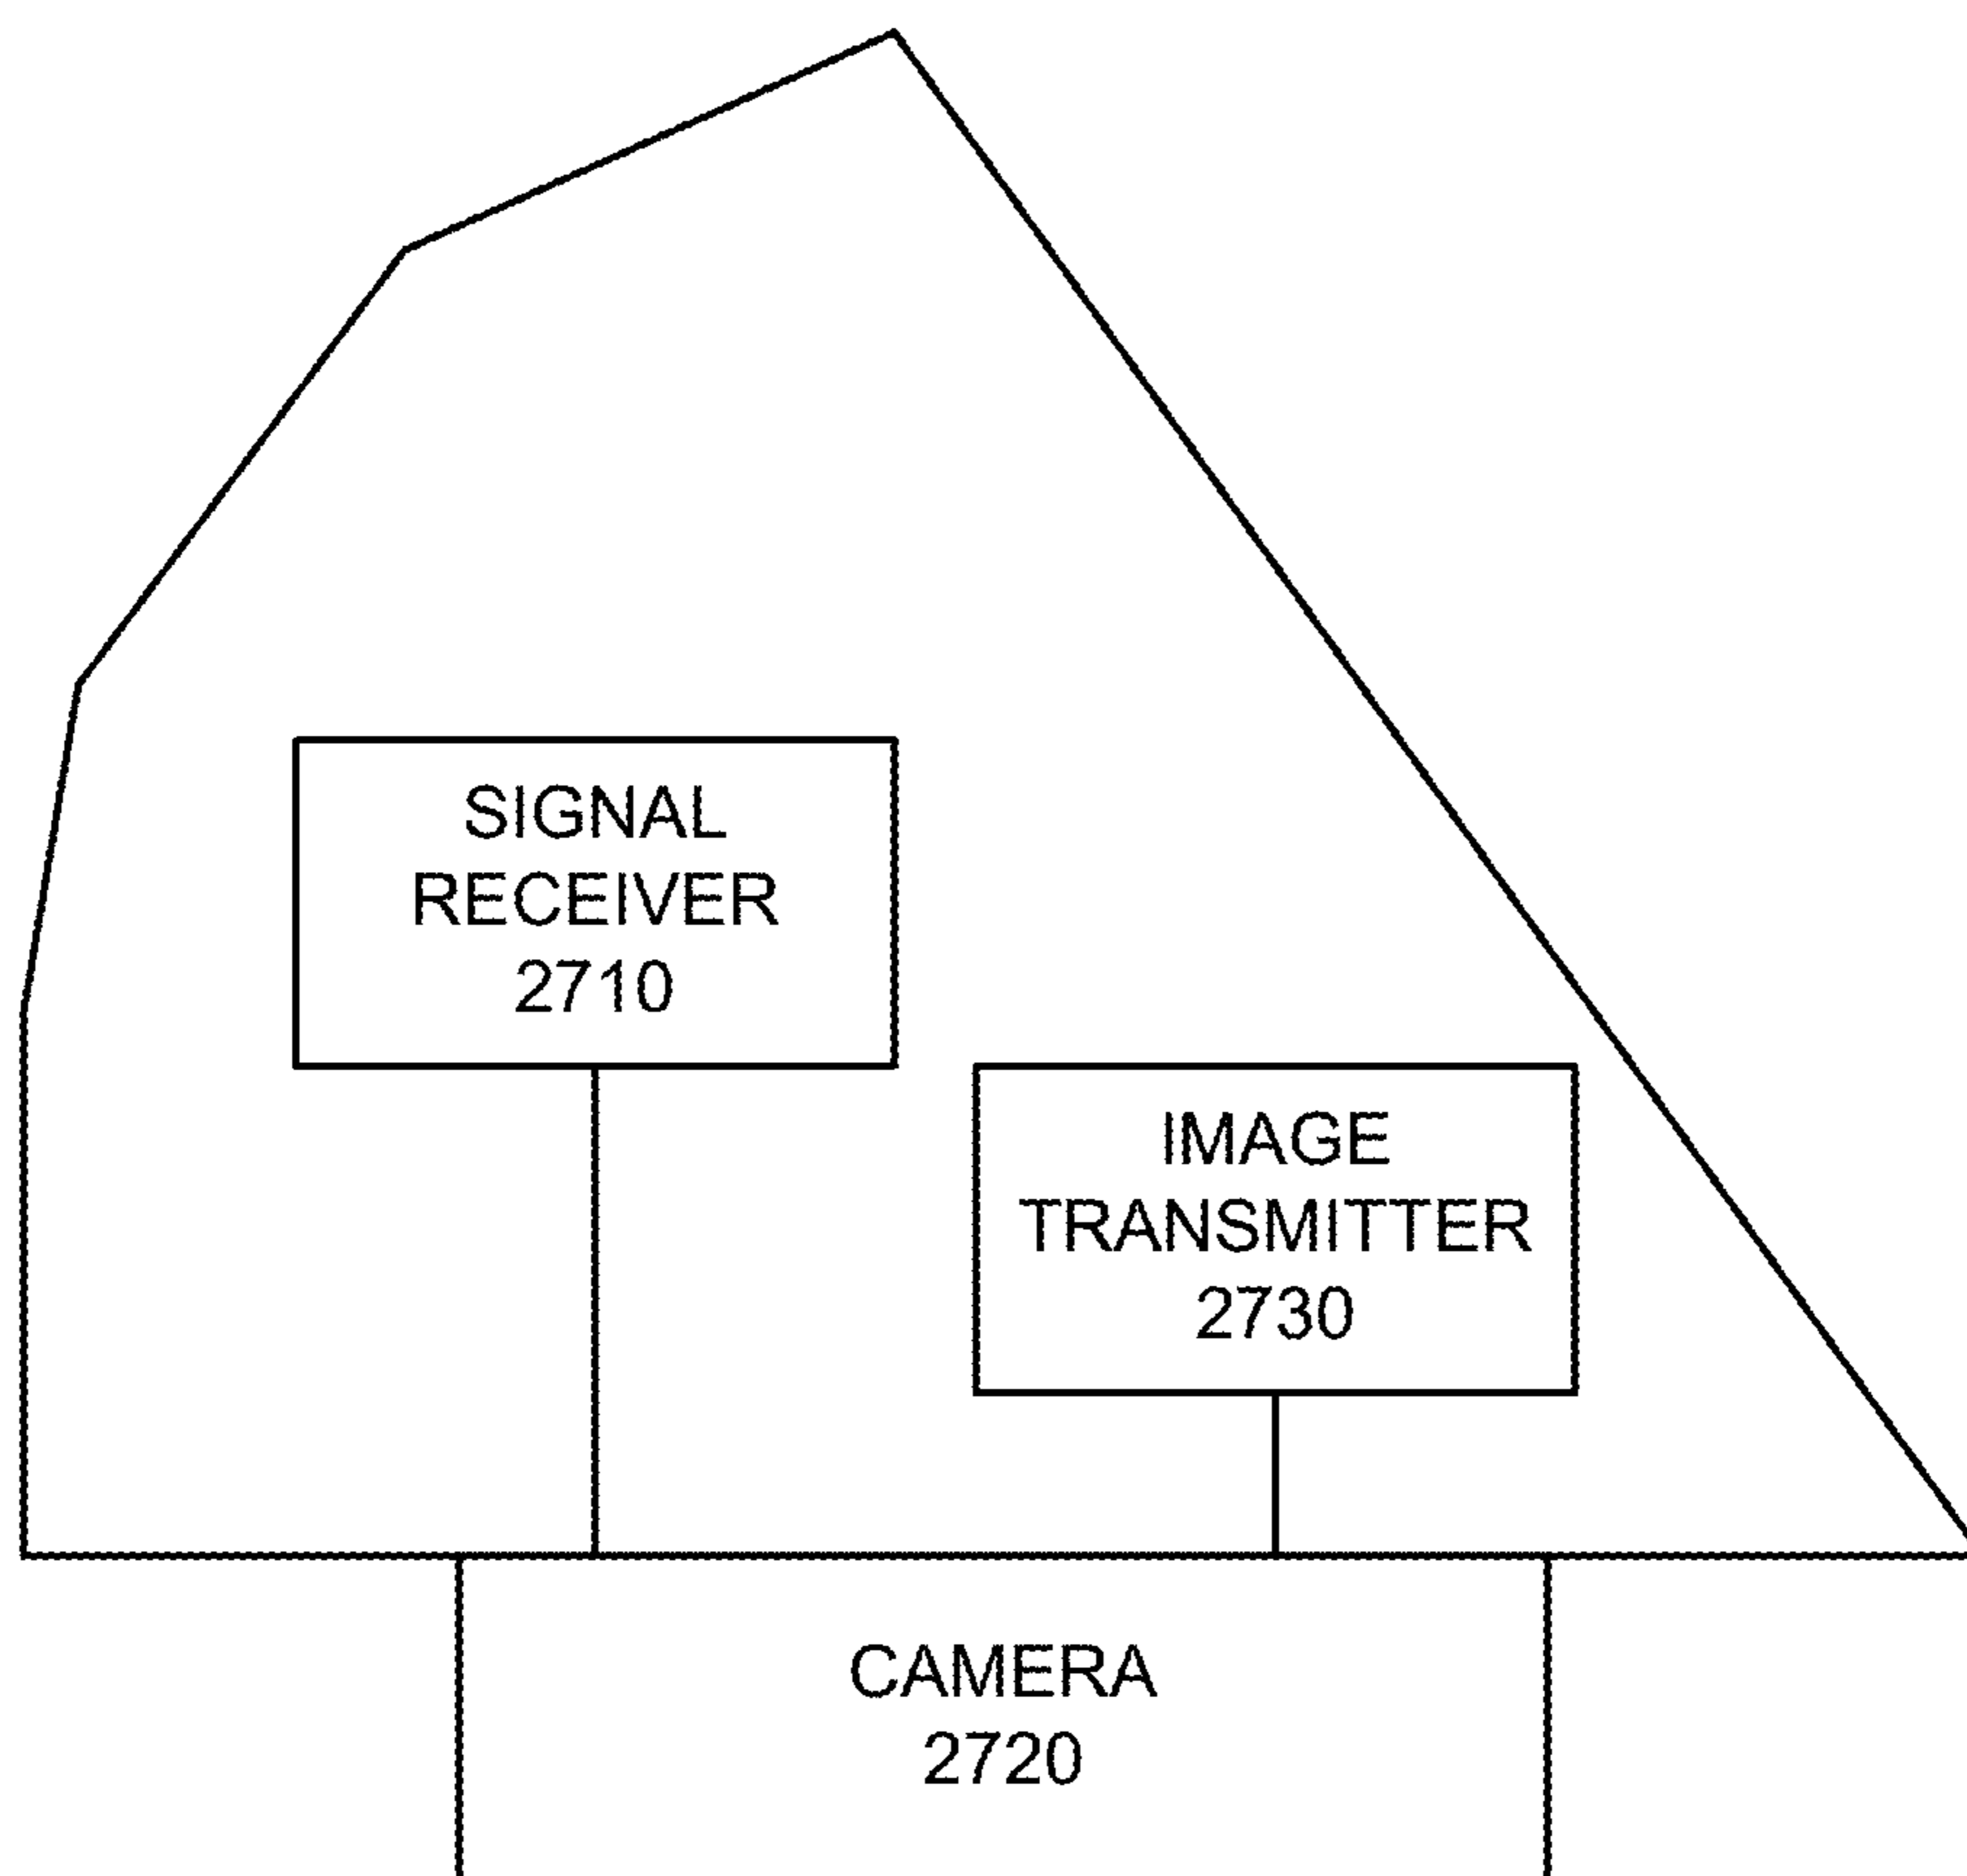 SIGNAL
RECEIVER
2710
IMAGE
TRANSMITTER
2730
CAMERA
2720